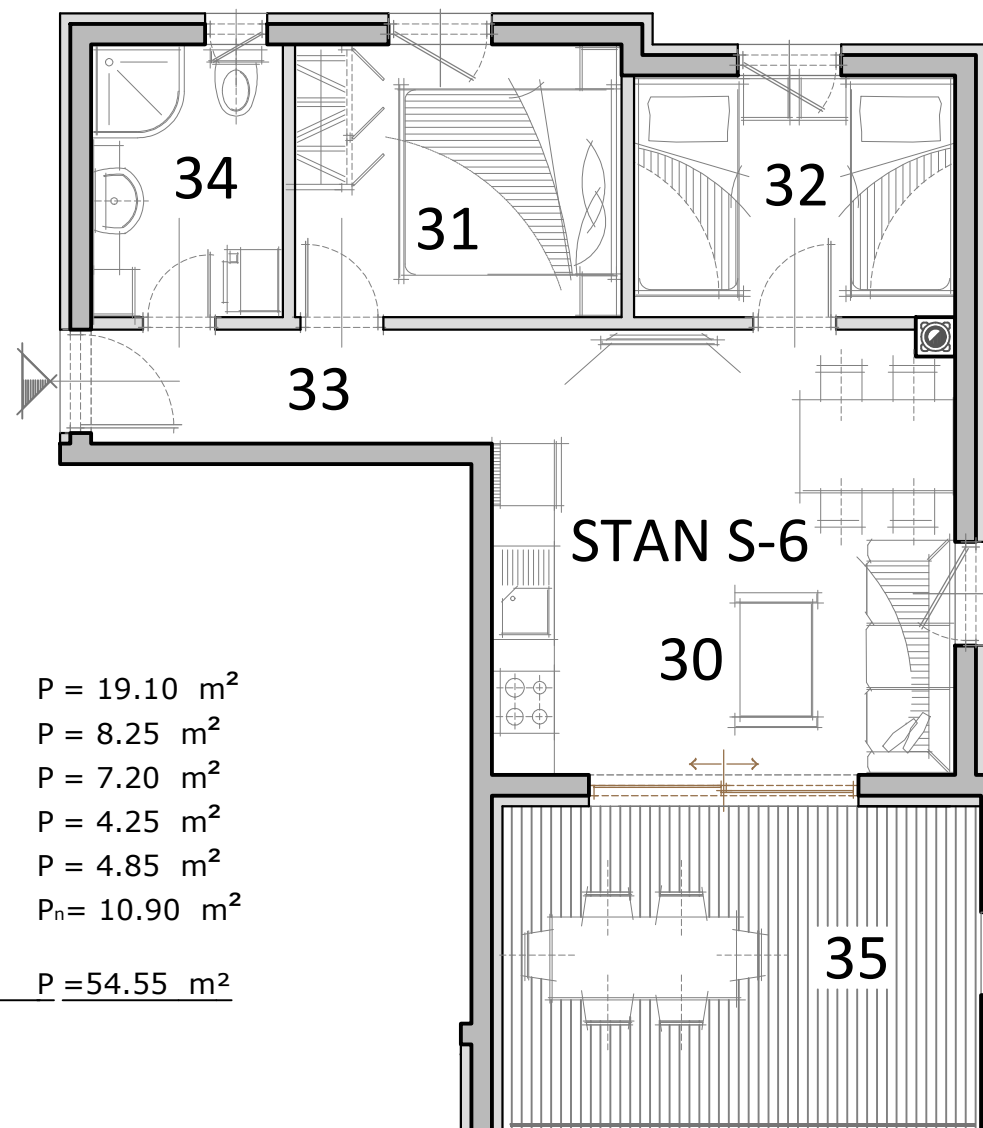 34
31
32
33
STAN S-6
30
P = 19.10 m²
P = 8.25 m²
P = 7.20 m²
P = 4.25 m²
P = 4.85 m²
Pn= 10.90 m²
35
P =54.55 m²